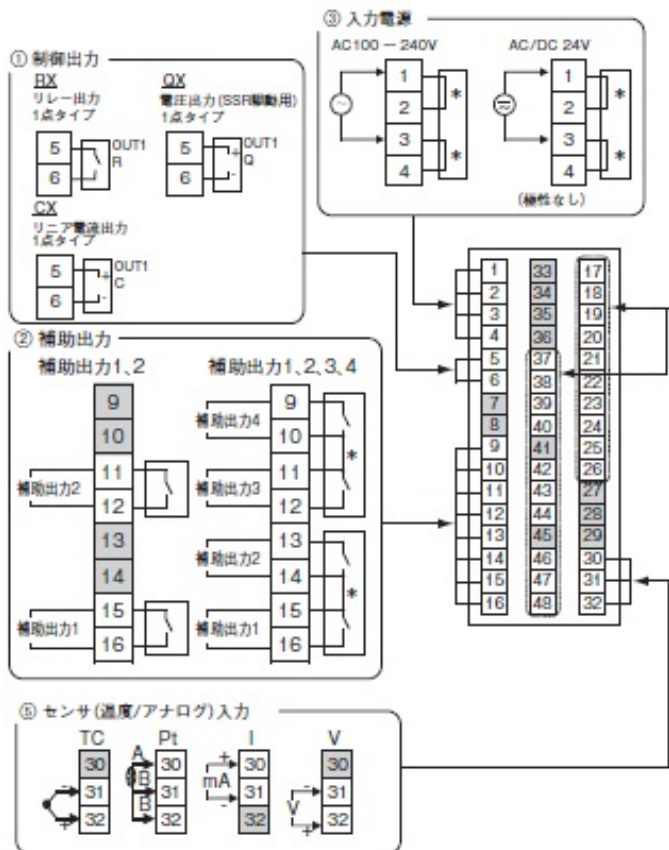 ① 制御出力
RX
リレー出力
1点タイプ
5
6
OUT1
R
QX
電圧出力(SSR駆動用)
1点タイプ
5
6
+
-
OUT1
Q
CX
リニア電流出力
1点タイプ
5
6
+
-
OUT1
C
③ 入力電源
AC100-240V
1
2
3
4
*
*
AC/DC 24V
1
2
3
4
*
*
(極性なし)
② 補助出力
補助出力1、2
9
10
11
12
13
14
15
16
補助出力2
補助出力1
補助出力1、2、3、4
9
10
11
12
13
14
15
16
補助出力4
補助出力3
補助出力2
補助出力1
*
*
1
2
3
4
5
6
7
8
9
10
11
12
13
14
15
16
33
34
35
36
37
38
39
40
41
42
43
44
45
46
47
48
17
18
19
20
21
22
23
24
25
26
27
28
29
30
31
32
⑤ センサ(温度/アナログ)入力
TC
30
31
32
-
+
Pt
A
B
B
30
31
32
I
+
mA
-
30
31
32
V
-
V
+
30
31
32